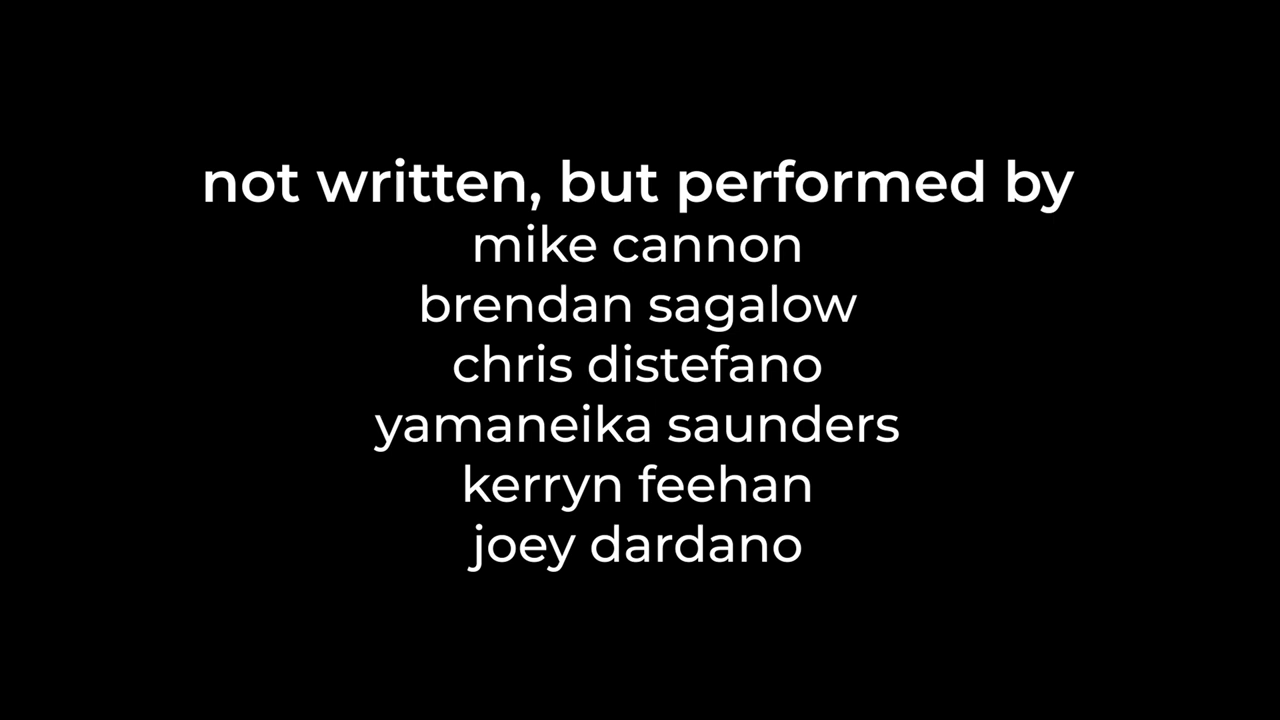 not written, but performed by
mike cannon
brendan sagalow
chris distefano
yamaneika saunders
kerryn feehan
joey dardano